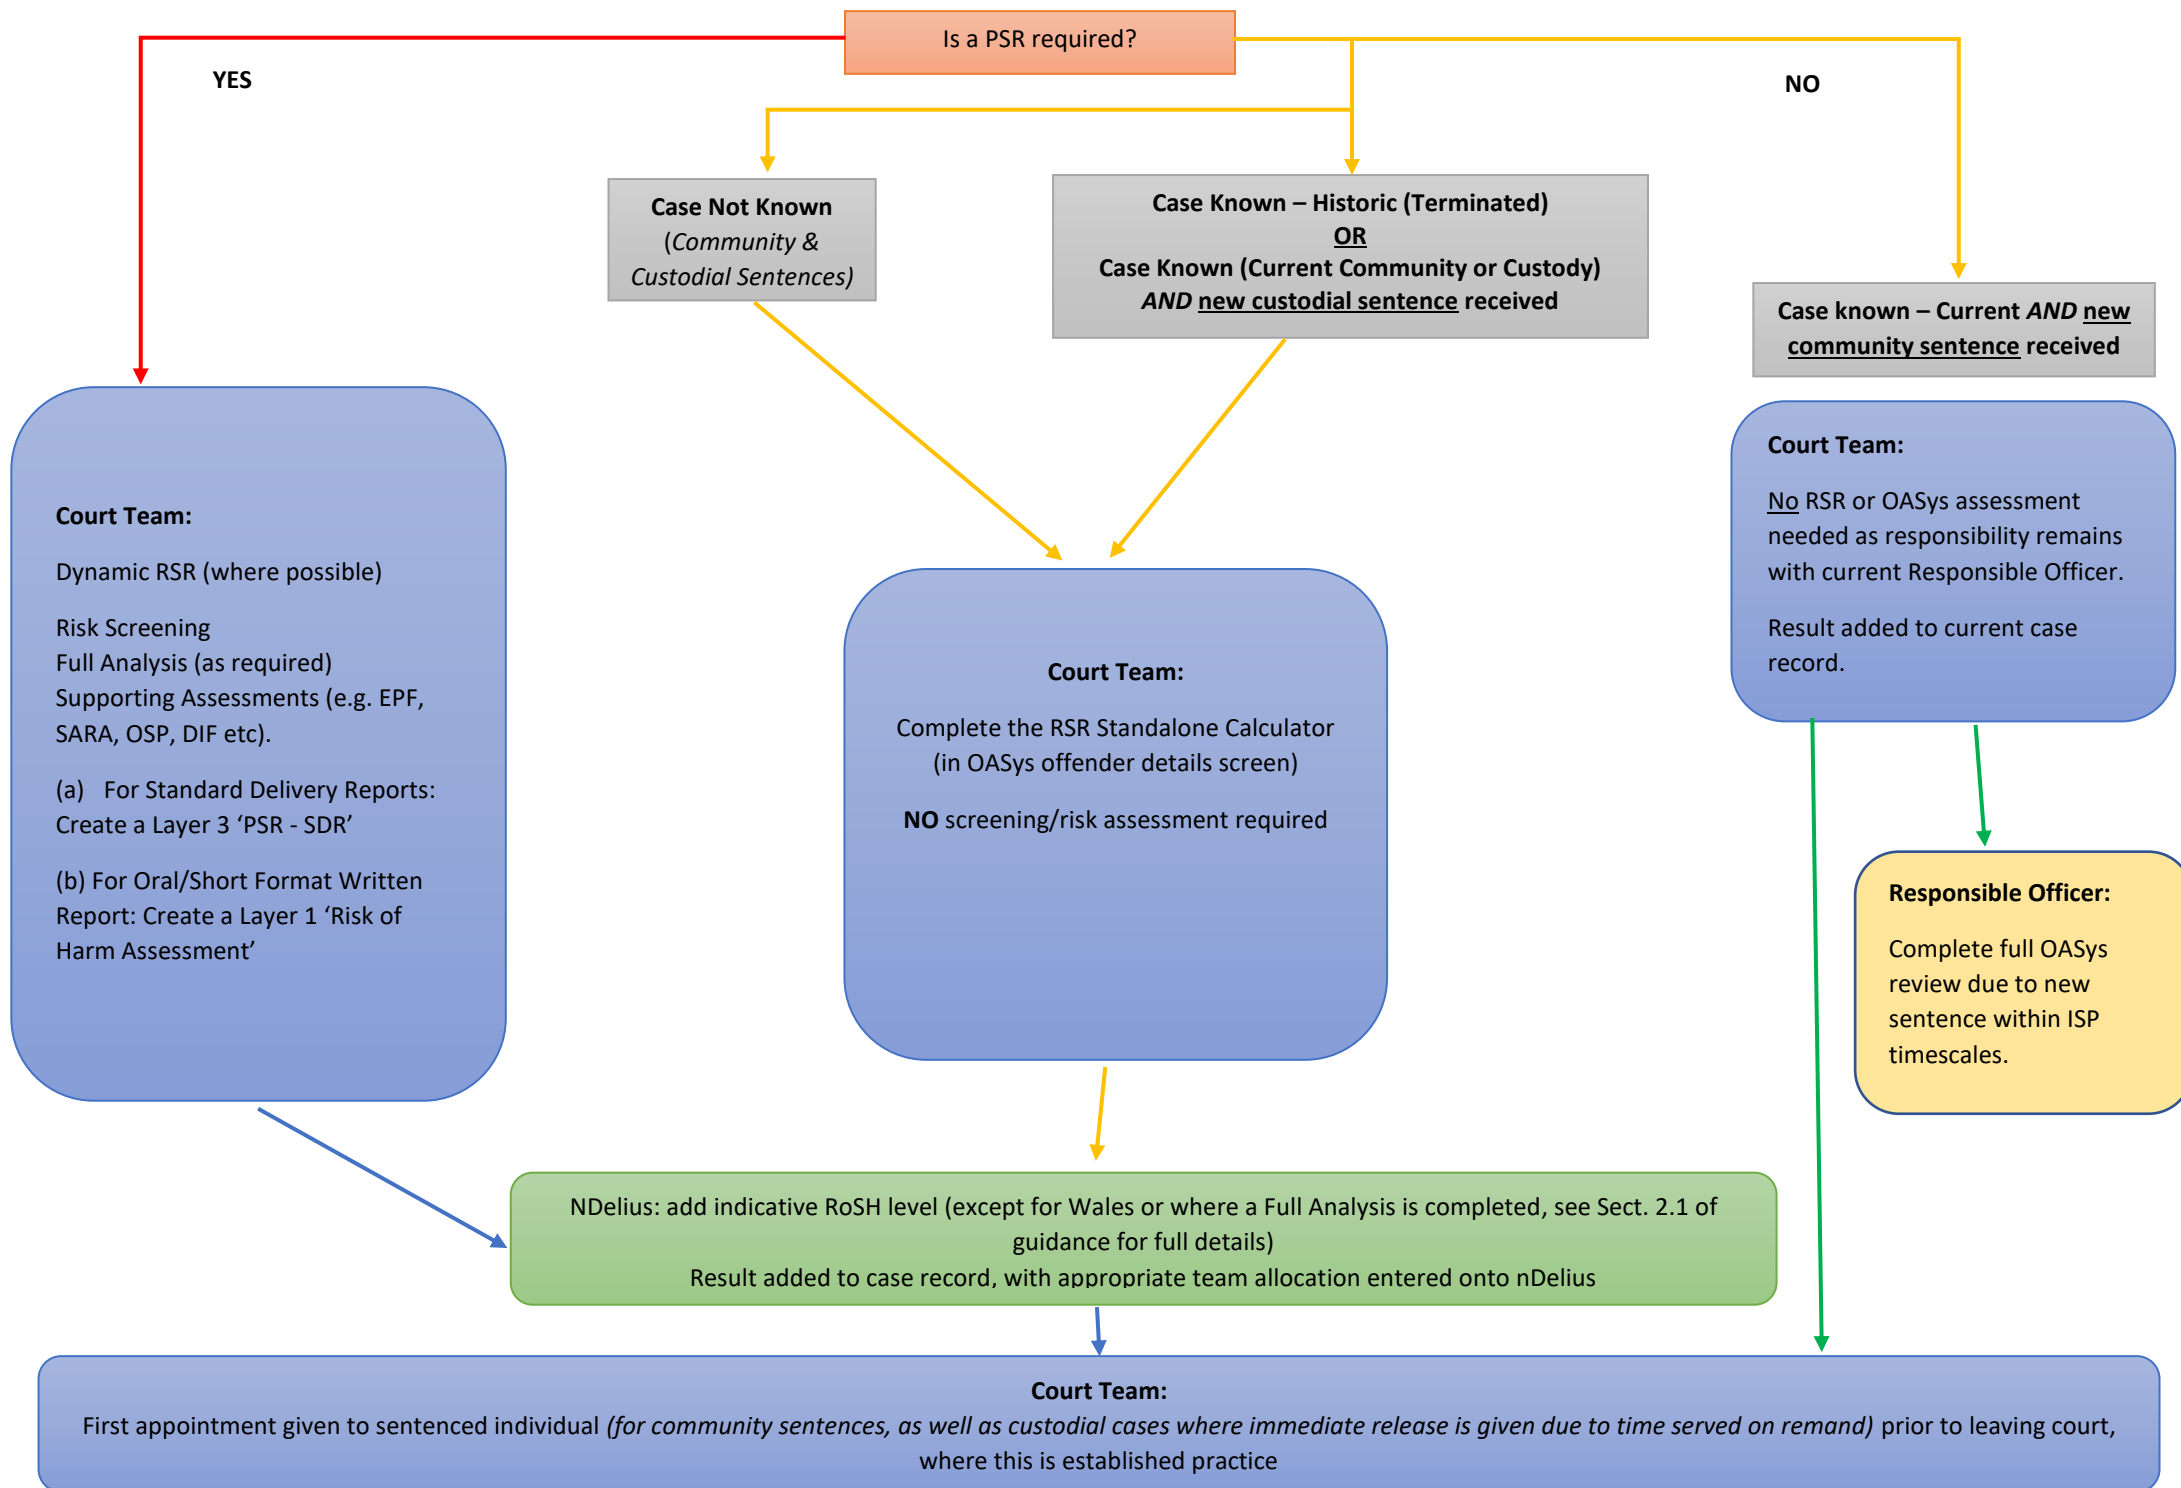 Is a PSR required?
YES
NO
Case Not Known
(Community &
Custodial Sentences)
Case Known – Historic (Terminated)
OR
Case Known (Current Community or Custody)
AND new custodial sentence received
Case known – Current AND new
community sentence received
Court Team:
Dynamic RSR (where possible)
Risk Screening
Full Analysis (as required)
Supporting Assessments (e.g. EPF,
SARA, OSP, DIF etc).
(a) For Standard Delivery Reports:
Create a Layer 3 ‘PSR - SDR’
(b) For Oral/Short Format Written
Report: Create a Layer 1 ‘Risk of
Harm Assessment’
Court Team:
Complete the RSR Standalone Calculator
(in OASys offender details screen)
NO screening/risk assessment required
Court Team:
No RSR or OASys assessment
needed as responsibility remains
with current Responsible Officer.
Result added to current case
record.
Responsible Officer:
Complete full OASys
review due to new
sentence within ISP
timescales.
NDelius: add indicative RoSH level (except for Wales or where a Full Analysis is completed, see Sect. 2.1 of
guidance for full details)
Result added to case record, with appropriate team allocation entered onto nDelius
Court Team:
First appointment given to sentenced individual (for community sentences, as well as custodial cases where immediate release is given due to time served on remand) prior to leaving court,
where this is established practice